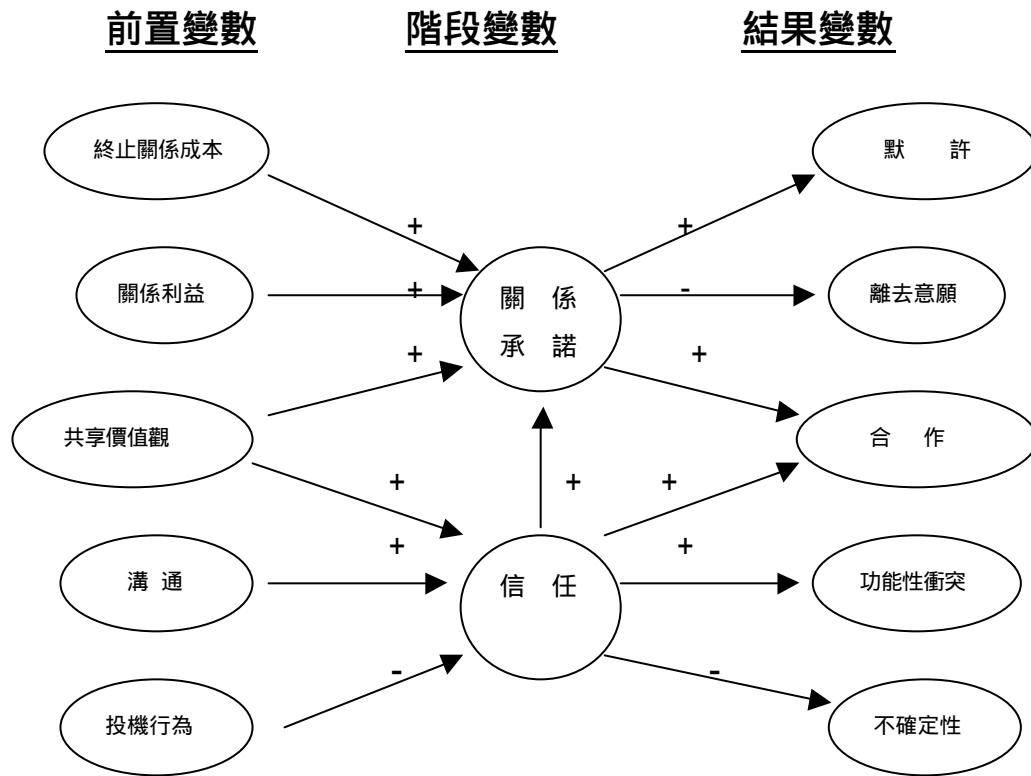 前置變數 階段變數 結果變數
終止關係成本 默 許
+ +
關係利益 + 關 係 - 離去意願
承 諾
+ +
共享價值觀 合 作
+ + +
+ +
溝 通 信 任 功能性衝突
- -
投機行為 不確定性